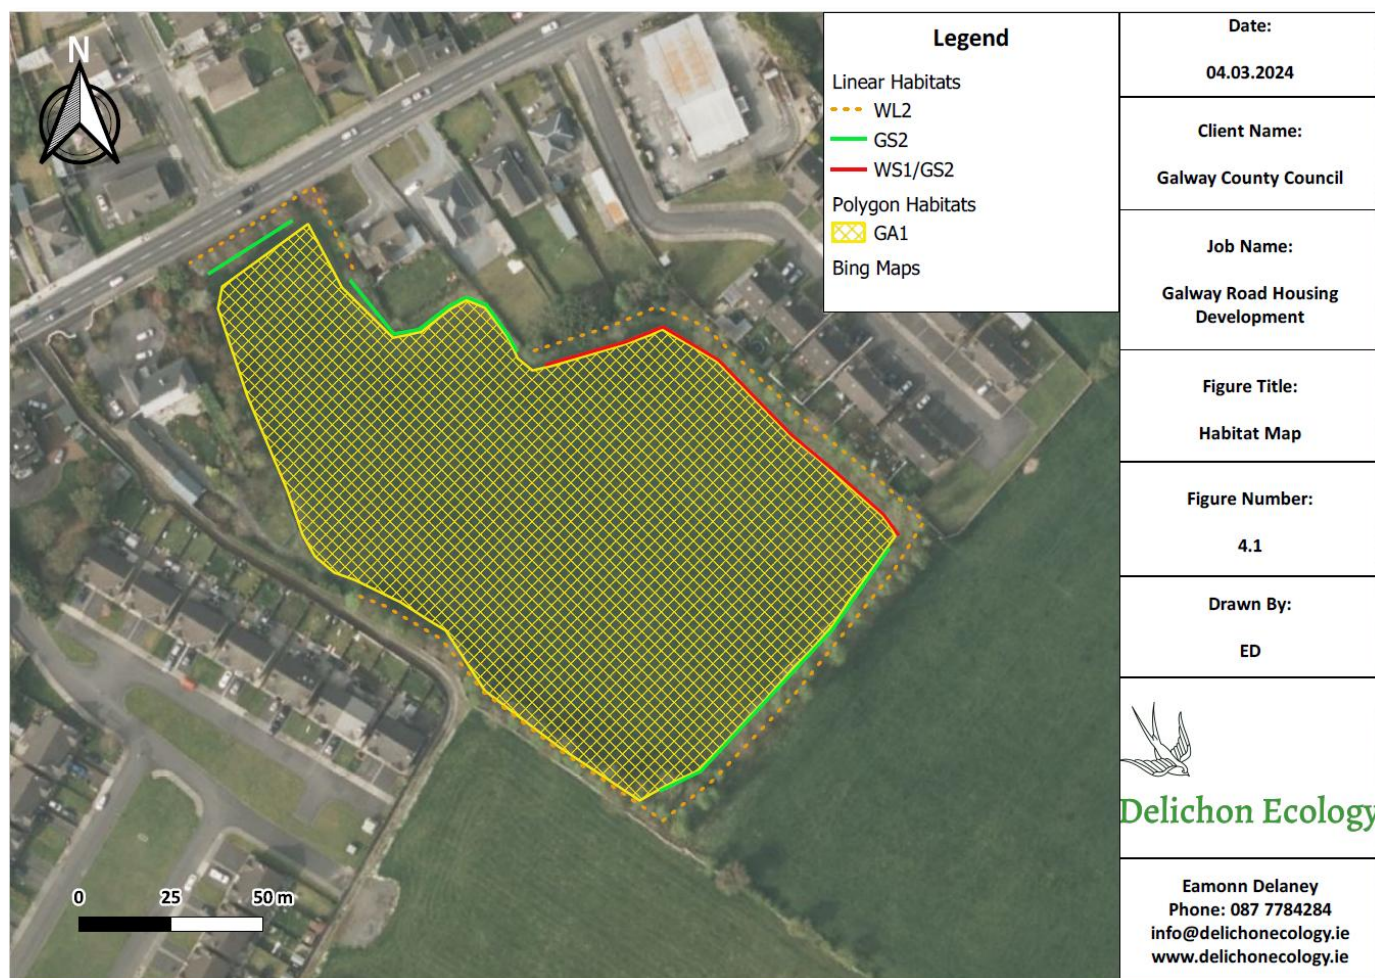 N
Legend
Linear Habitats
WL2
GS2
WS1/GS2
Polygon Habitats
GA1
Bing Maps
0 25 50 m
Date:
04.03.2024
Client Name:
Galway County Council
Job Name:
Galway Road Housing
Development
Figure Title:
Habitat Map
Figure Number:
4.1
Drawn By:
ED
Delichon Ecology
Eamonn Delaney
Phone: 087 7784284
info@delichonecology.ie
www.delichonecology.ie